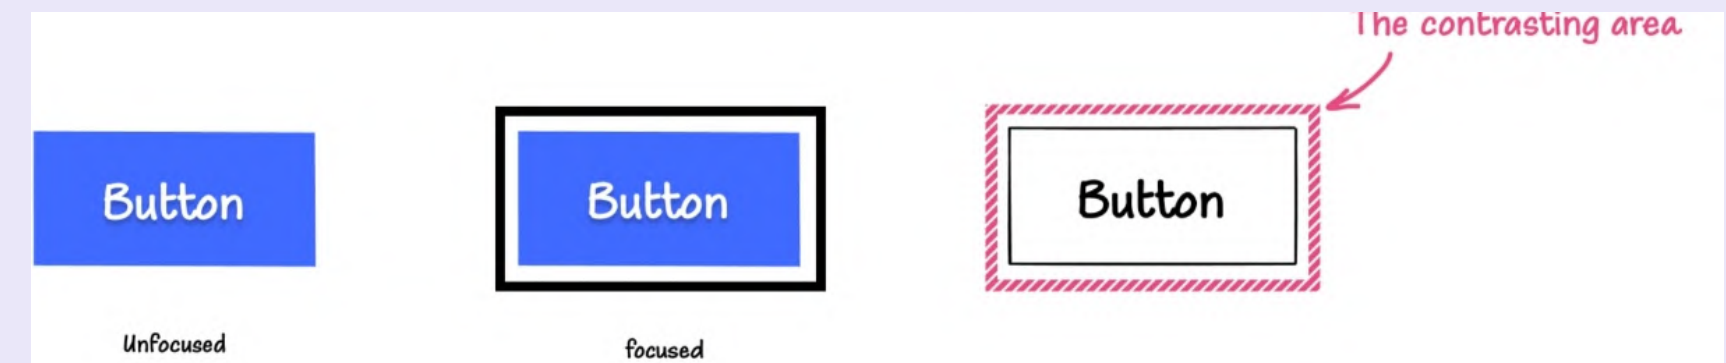 The contrasting area
Button
Button
Button
Unfocused
focused